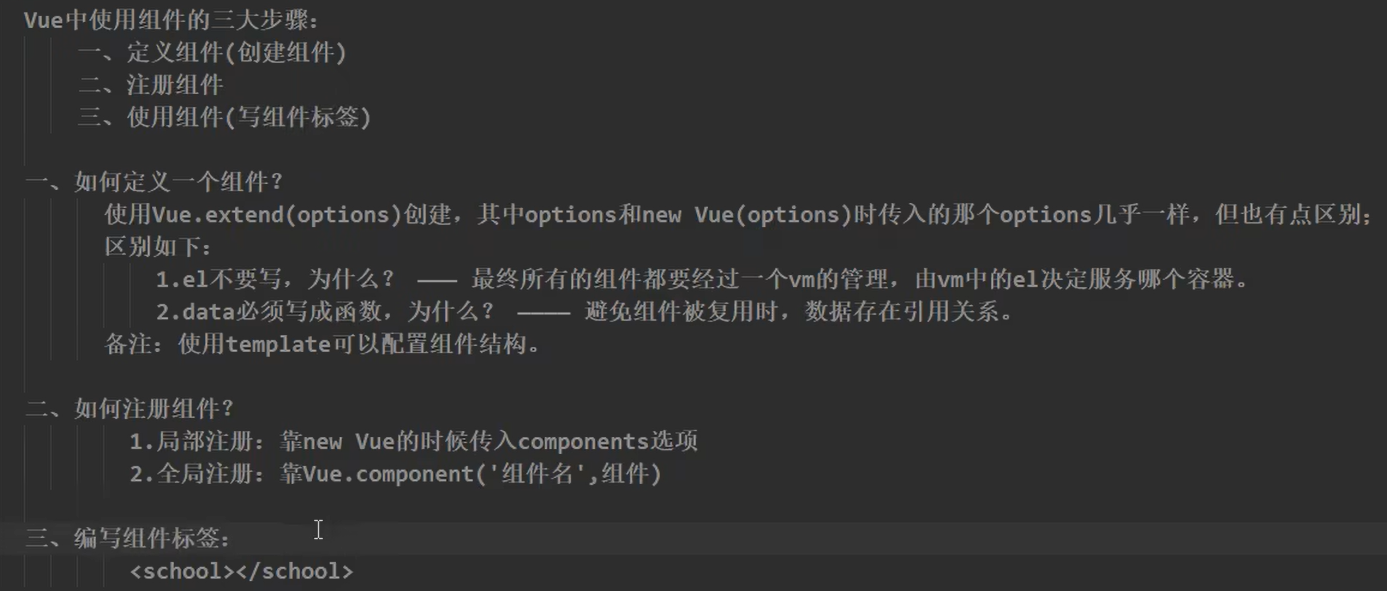 Vue中使用组件的三大步骤:
一、定义组件(创建组件)
二、注册组件
三、使用组件(写组件标签)
一、如何定义一个组件?
使用Vue.extend(options)创建，其中options和new Vue(options)时传入的那个options几乎一样，但也有点区别;
区别如下:
1.el不要写，为什么? ——— 最终所有的组件都要经过一个vm的管理，由vm中的el决定服务哪个容器。
2.data必须写成函数，为什么? ———— 避免组件被复用时，数据存在引用关系。
备注: 使用template可以配置组件结构。
二、如何注册组件?
1.局部注册: 靠new Vue的时候传入components选项
2.全局注册: 靠Vue.component('组件名',组件)
三、编写组件标签:
<school></school>